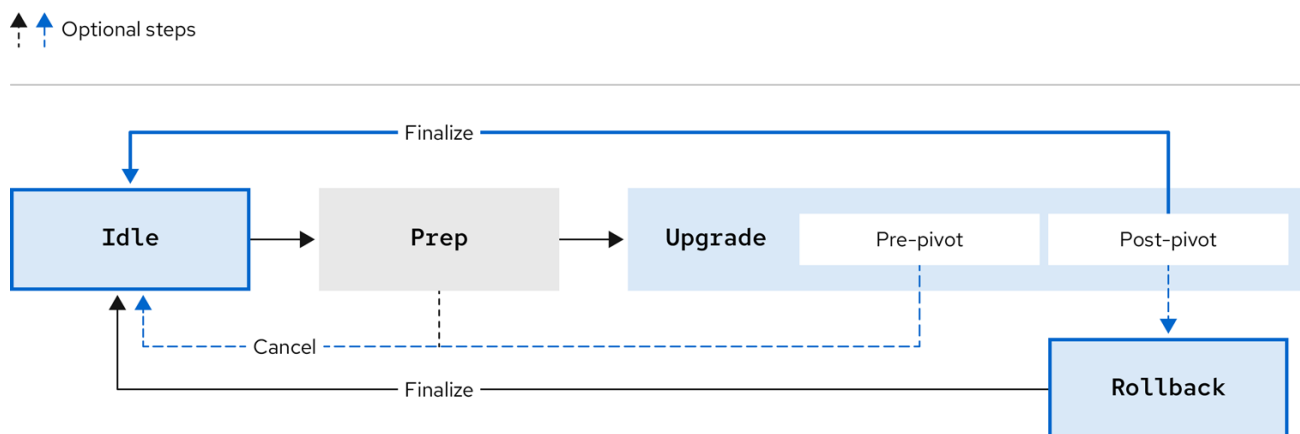 Optional steps
Finalize
Idle
Prep
Upgrade
Pre-pivot
Post-pivot
Cancel
Finalize
Rollback